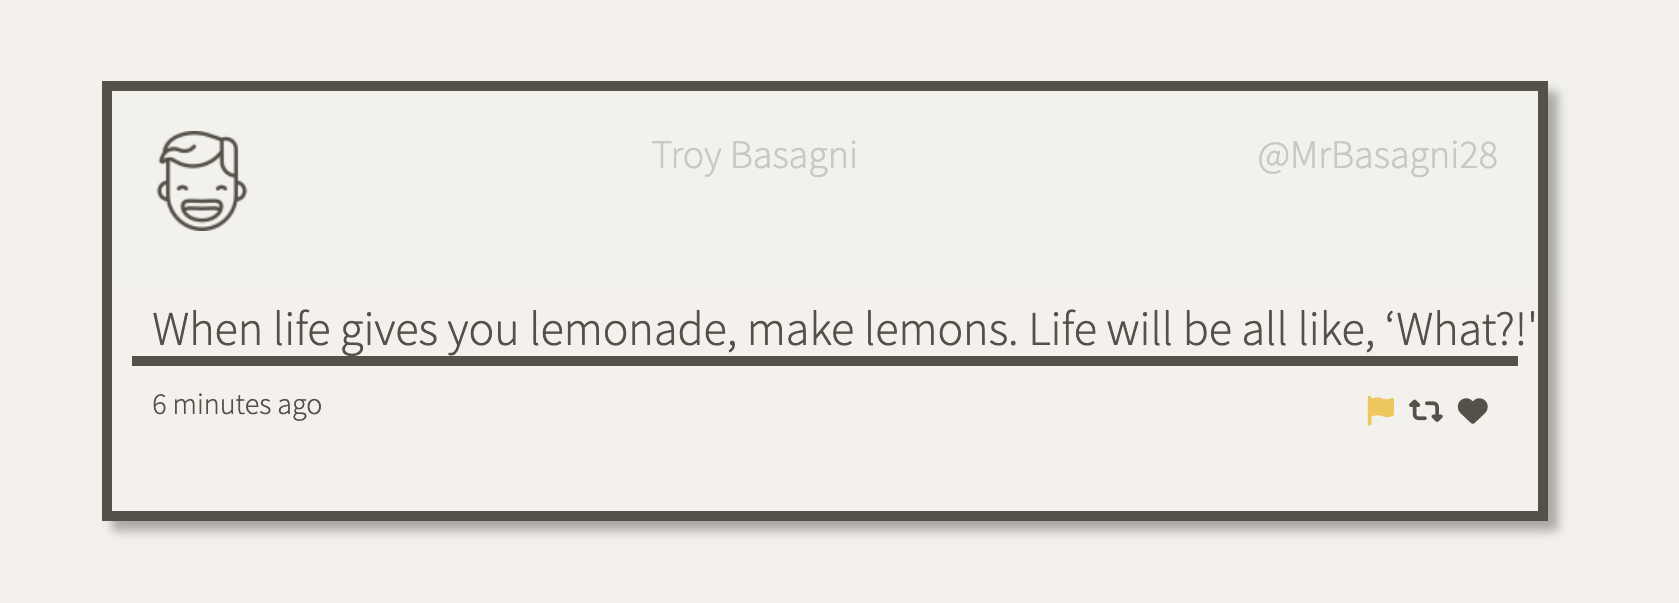 Troy Basagni @MrBasagni28
When life gives you lemonade, make lemons. Life will be all like, ‘What?!'
6 minutes ago